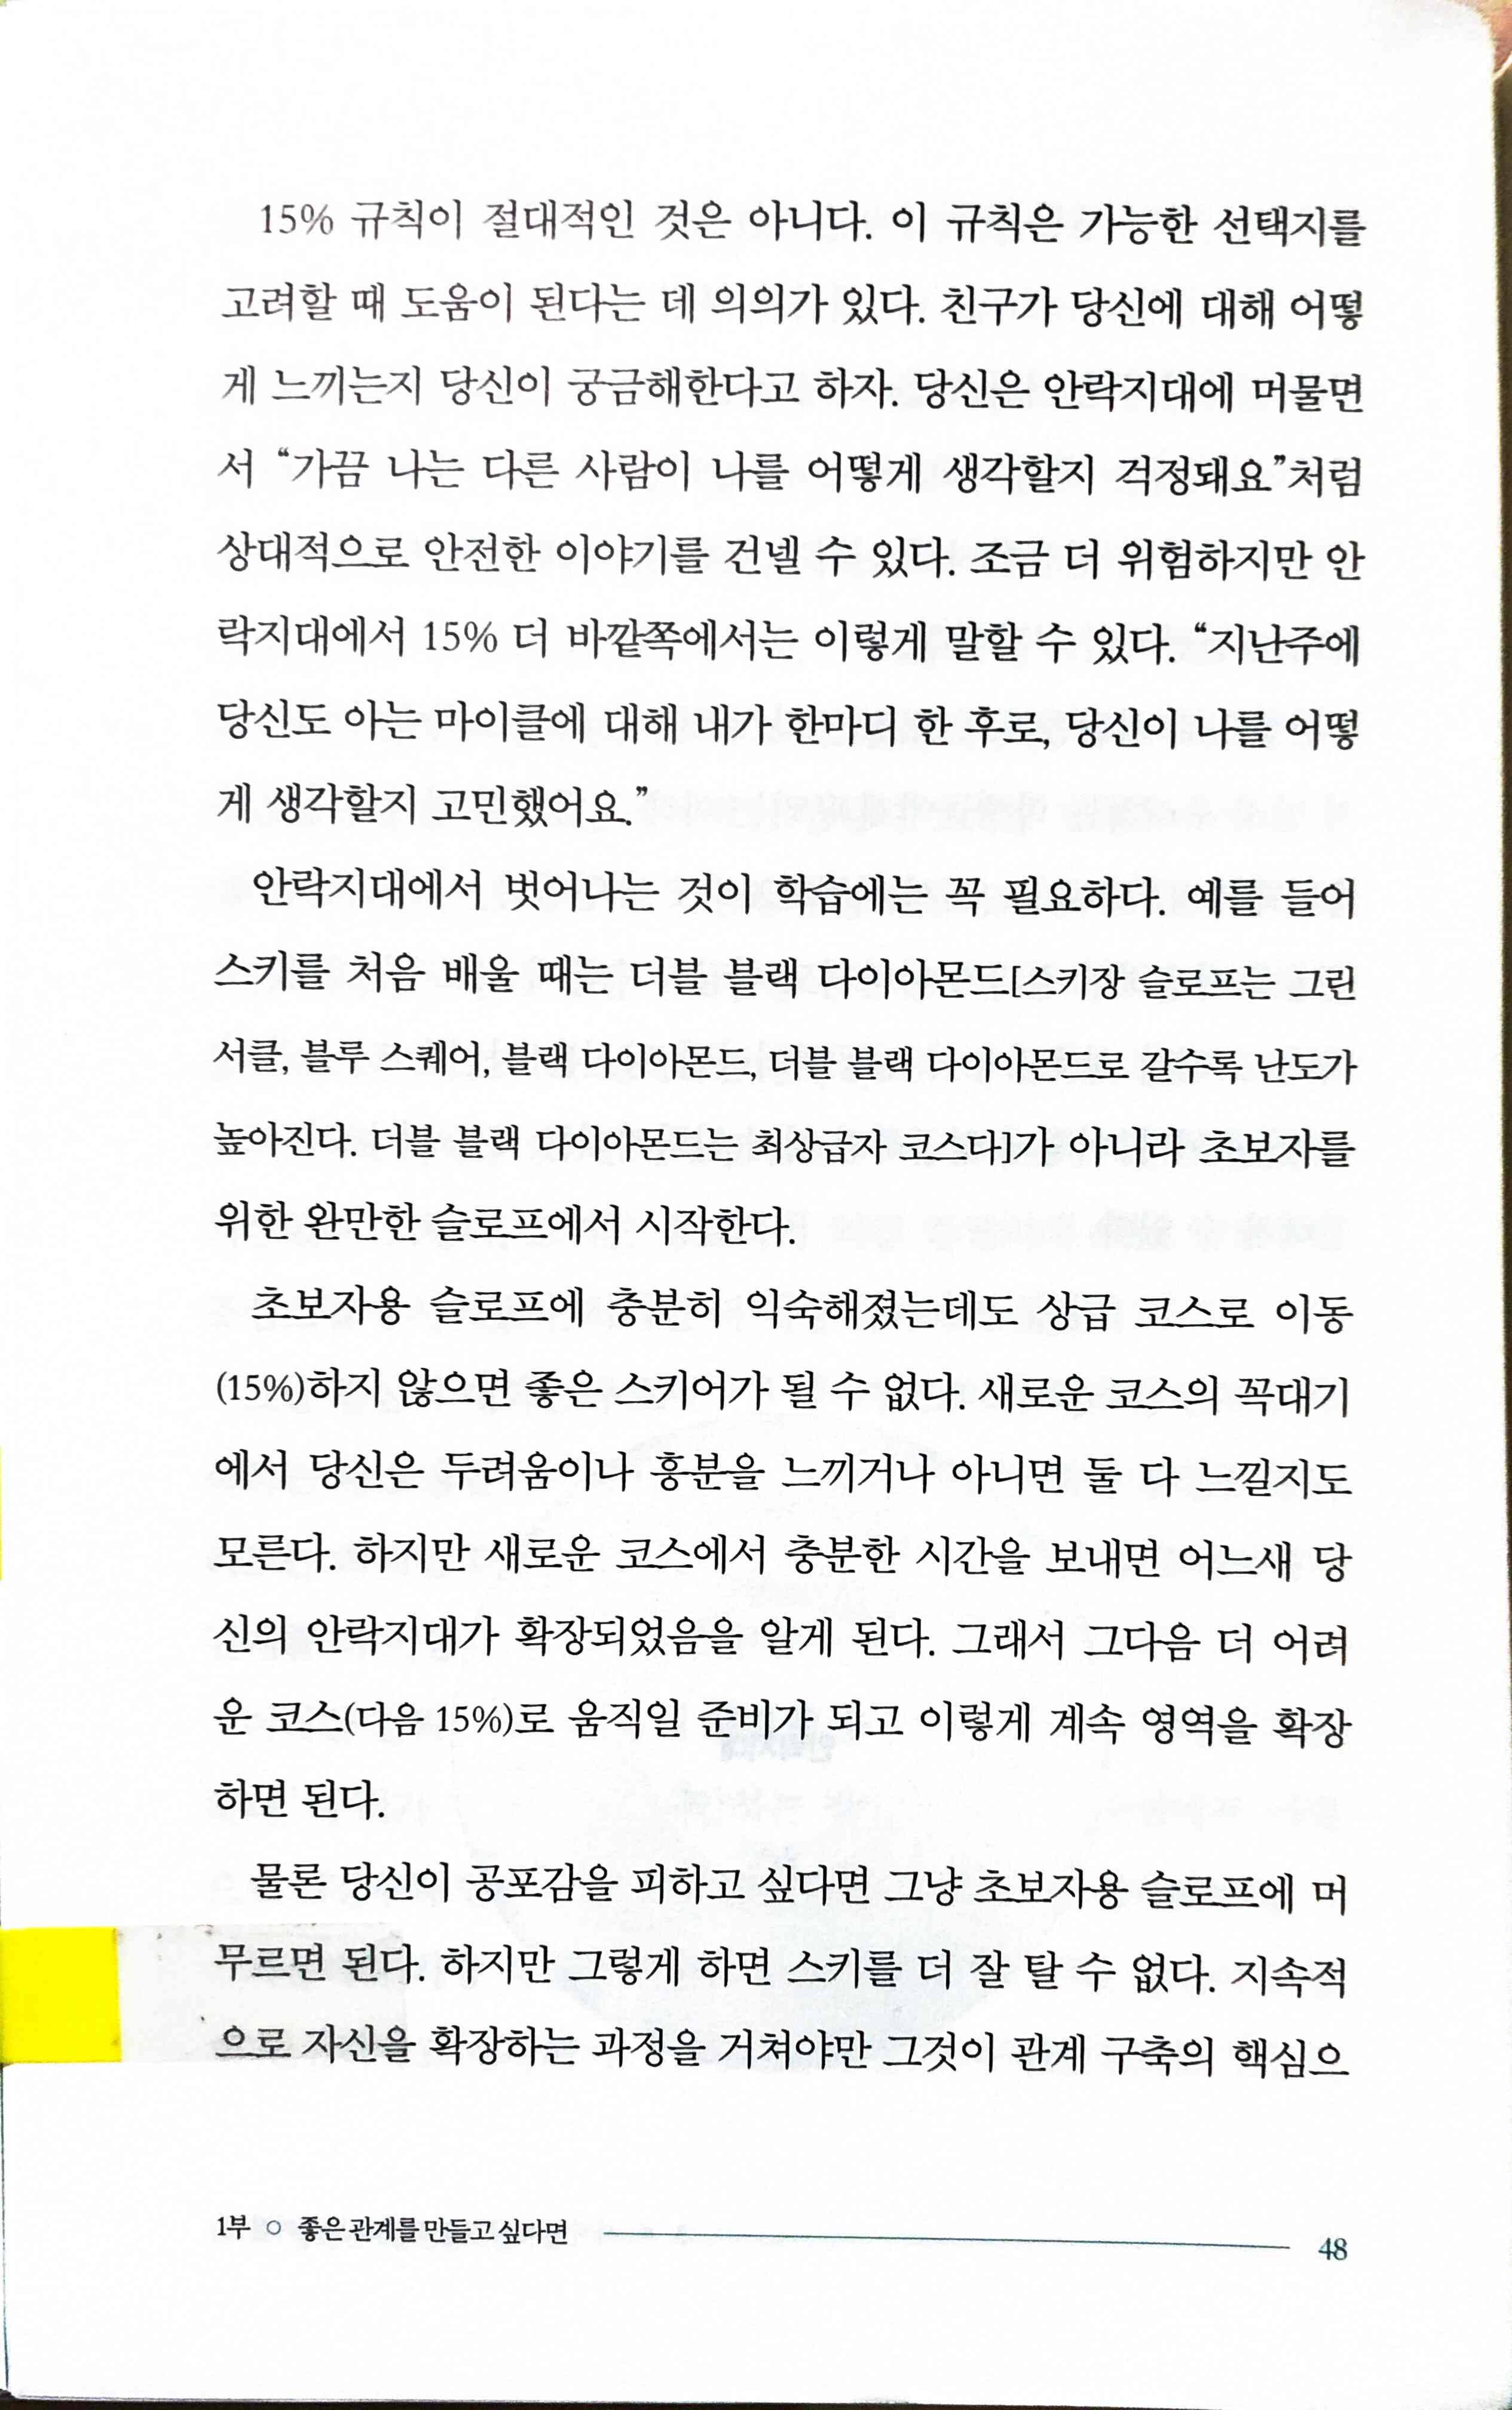 15% 규칙이 절대적인 것은 아니다. 이 규칙은 가능한 선택지를
고려할 때 도움이 된다는 데 의의가 있다. 친구가 당신에 대해 어떻
게 느끼는지 당신이 궁금해한다고 하자. 당신은 안락지대에 머물면
서 “가끔 나는 다른 사람이 나를 어떻게 생각할지 걱정돼요”처럼
상대적으로 안전한 이야기를 건넬 수 있다. 조금 더 위험하지만 안
락지대에서 15% 더 바깥쪽에서는 이렇게 말할 수 있다. “지난주에
당신도 아는 마이클에 대해 내가 한마디 한 후로, 당신이 나를 어떻
게 생각할지 고민했어요.”
안락지대에서 벗어나는 것이 학습에는 꼭 필요하다. 예를 들어
스키를 처음 배울 때는 더블 블랙 다이아몬드[스키장 슬로프는 그린
서클, 블루 스퀘어, 블랙 다이아몬드, 더블 블랙 다이아몬드로 갈수록 난도가
높아진다. 더블 블랙 다이아몬드는 최상급자 코스다]가 아니라 초보자를
위한 완만한 슬로프에서 시작한다.
초보자용 슬로프에 충분히 익숙해졌는데도 상급 코스로 이동
(15%)하지 않으면 좋은 스키어가 될 수 없다. 새로운 코스의 꼭대기
에서 당신은 두려움이나 흥분을 느끼거나 아니면 둘 다 느낄지도
모른다. 하지만 새로운 코스에서 충분한 시간을 보내면 어느새 당
신의 안락지대가 확장되었음을 알게 된다. 그래서 그다음 더 어려
운 코스(다음 15%)로 움직일 준비가 되고 이렇게 계속 영역을 확장
하면 된다.
물론 당신이 공포감을 피하고 싶다면 그냥 초보자용 슬로프에 머
무르면 된다. 하지만 그렇게 하면 스키를 더 잘 탈 수 없다. 지속적
으로 자신을 확장하는 과정을 거쳐야만 그것이 관계 구축의 핵심으
1부 ○ 좋은 관계를 만들고 싶다면
48